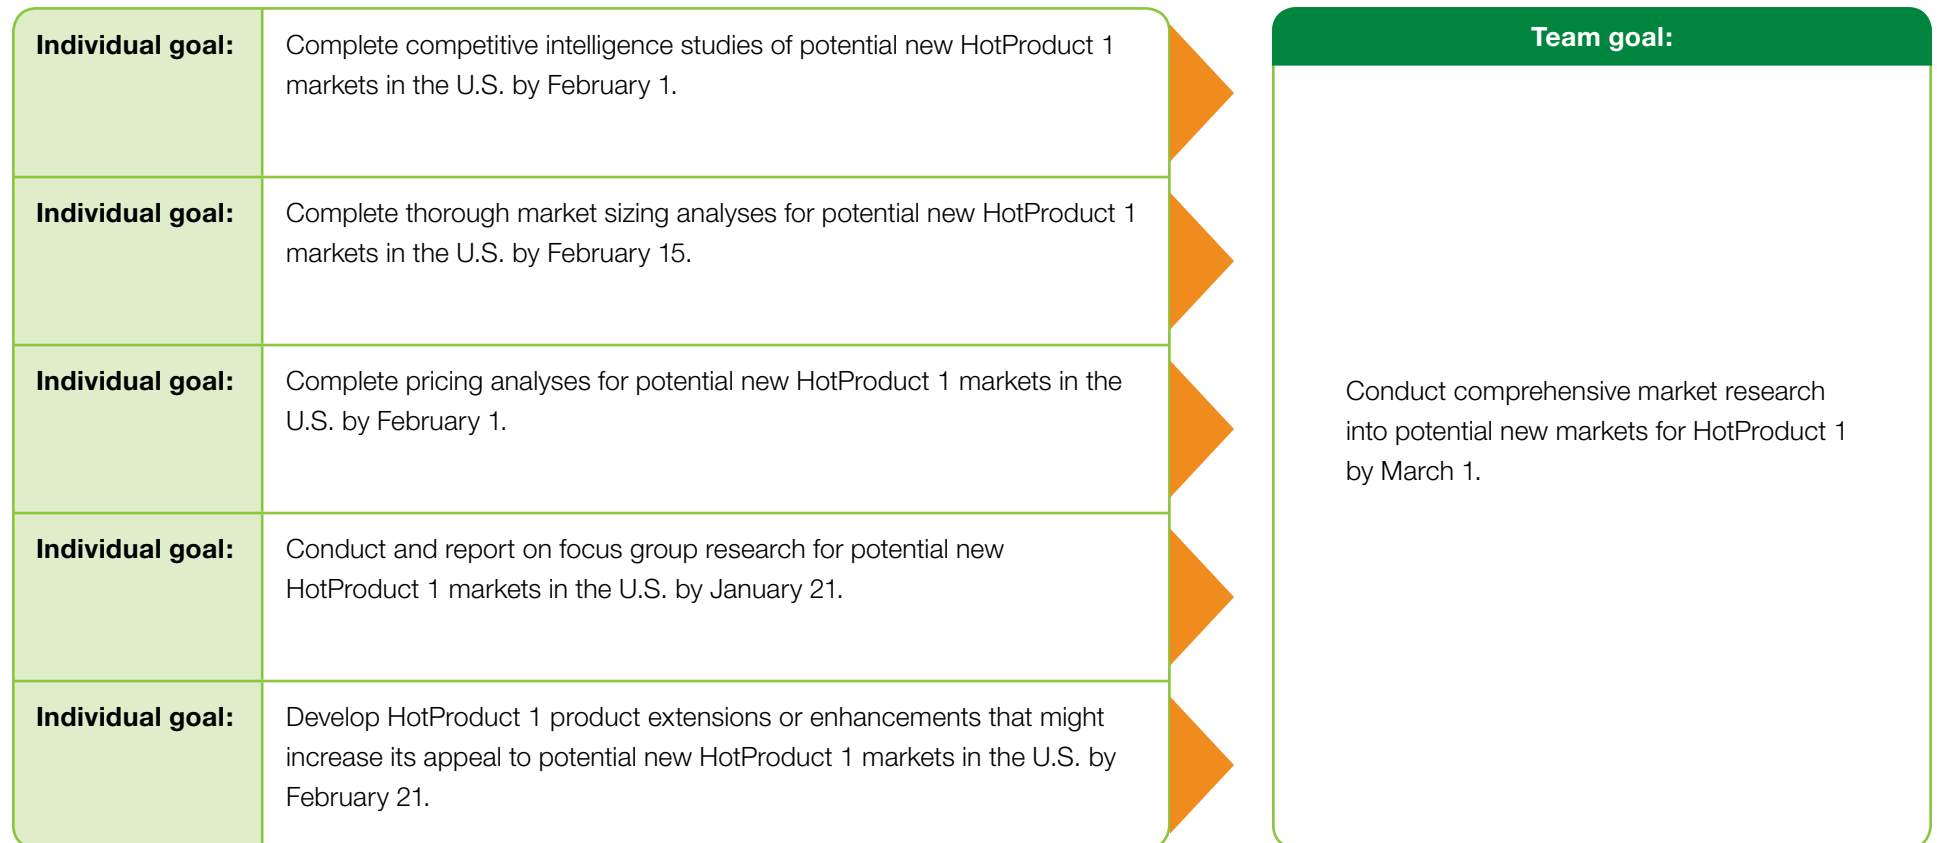 Individual goal:
Complete competitive intelligence studies of potential new HotProduct 1
markets in the U.S. by February 1.
Individual goal:
Complete thorough market sizing analyses for potential new HotProduct 1
markets in the U.S. by February 15.
Individual goal:
Complete pricing analyses for potential new HotProduct 1 markets in the
U.S. by February 1.
Individual goal:
Conduct and report on focus group research for potential new
HotProduct 1 markets in the U.S. by January 21.
Individual goal:
Develop HotProduct 1 product extensions or enhancements that might
increase its appeal to potential new HotProduct 1 markets in the U.S. by
February 21.
Team goal:
Conduct comprehensive market research
into potential new markets for HotProduct 1
by March 1.